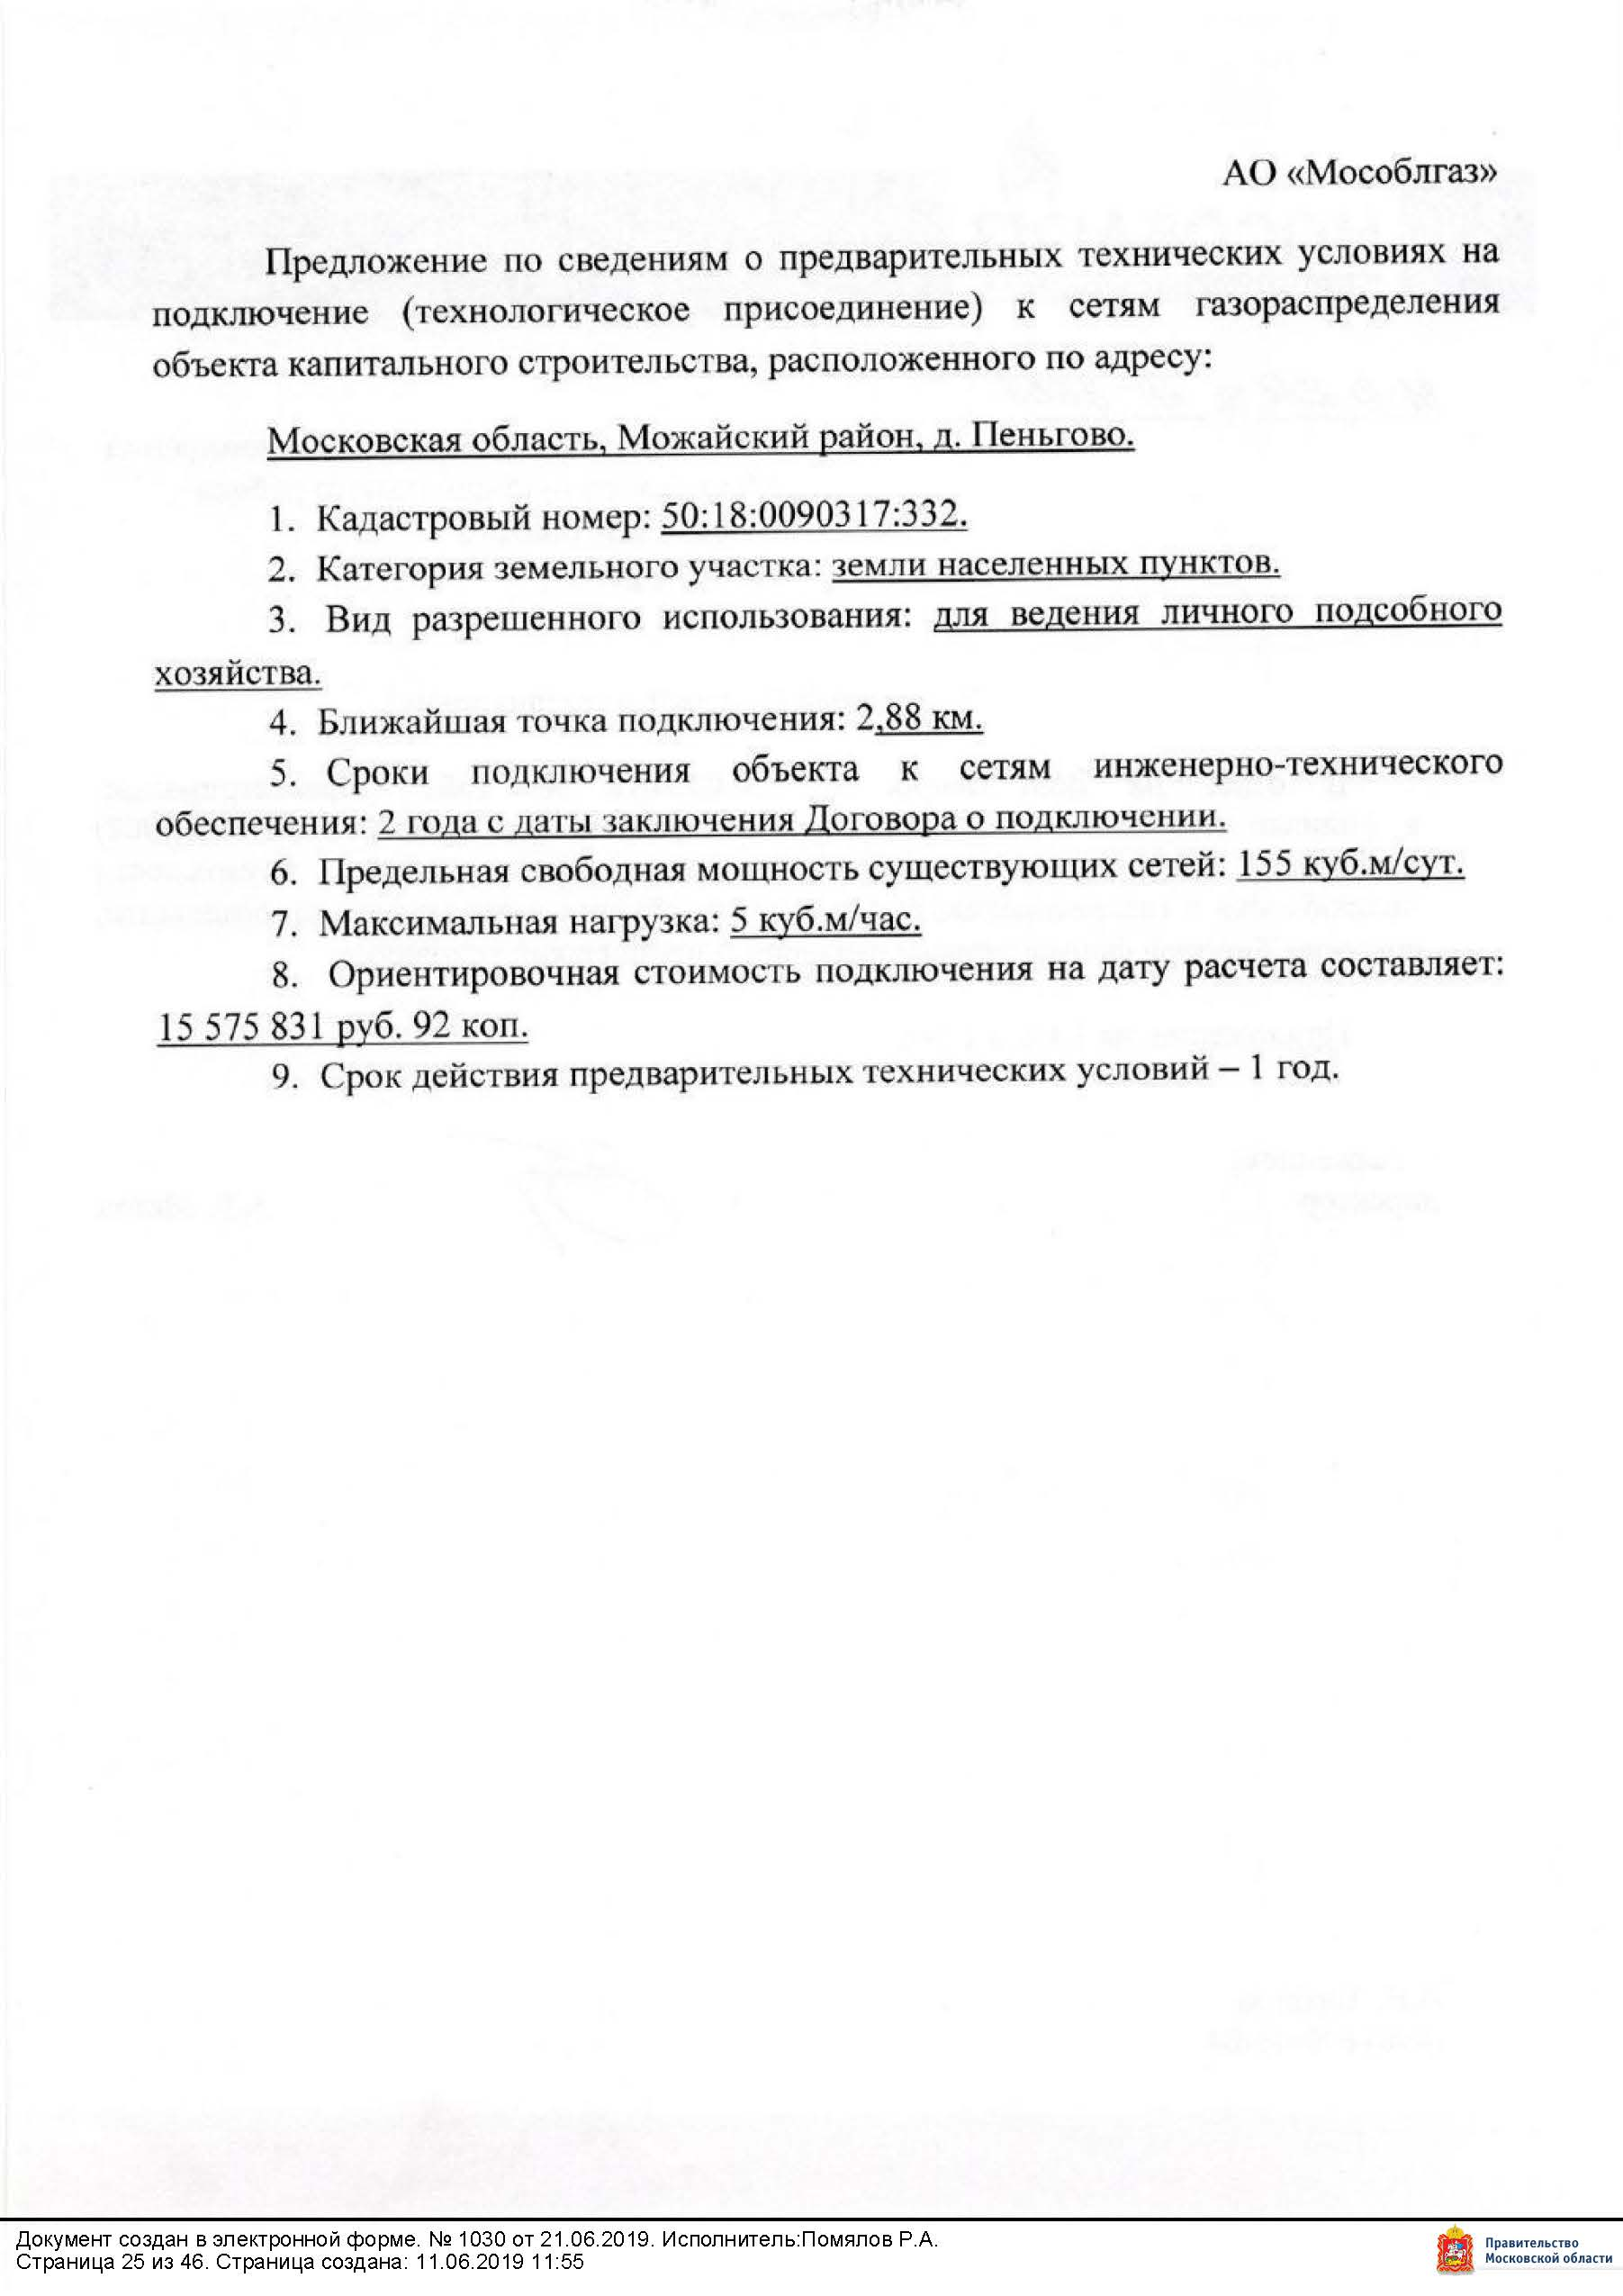 АО «Мособлгаз»
Предложение по сведениям о предварительных технических условиях на
подключение (технологическое присоединение) к сетям газораспределения
объекта капитального строительства, расположенного по адресу:
Московская область, Можайский район, д. Пеньгово.
1. Кадастровый номер: 50:18:0090317:332.
2. Категория земельного участка: земли населенных пунктов.
3. Вид разрешенного использования: для ведения личного подсобного
хозяйства.
4. Ближайшая точка подключения: 2,88 км.
5. Сроки подключения объекта к сетям инженерно-технического
обеспечения: 2 года с даты заключения Договора о подключении.
6. Предельная свободная мощность существующих сетей: 155 куб.м/сут.
7. Максимальная нагрузка: 5 куб.м/час.
8. Ориентировочная стоимость подключения на дату расчета составляет:
15 575 831 руб. 92 коп.
9. Срок действия предварительных технических условий – 1 год.
Документ создан в электронной форме. № 1030 от 21.06.2019. Исполнитель:Помялов Р.А.
Страница 25 из 46. Страница создана: 11.06.2019 11:55
Правительство
Московской области